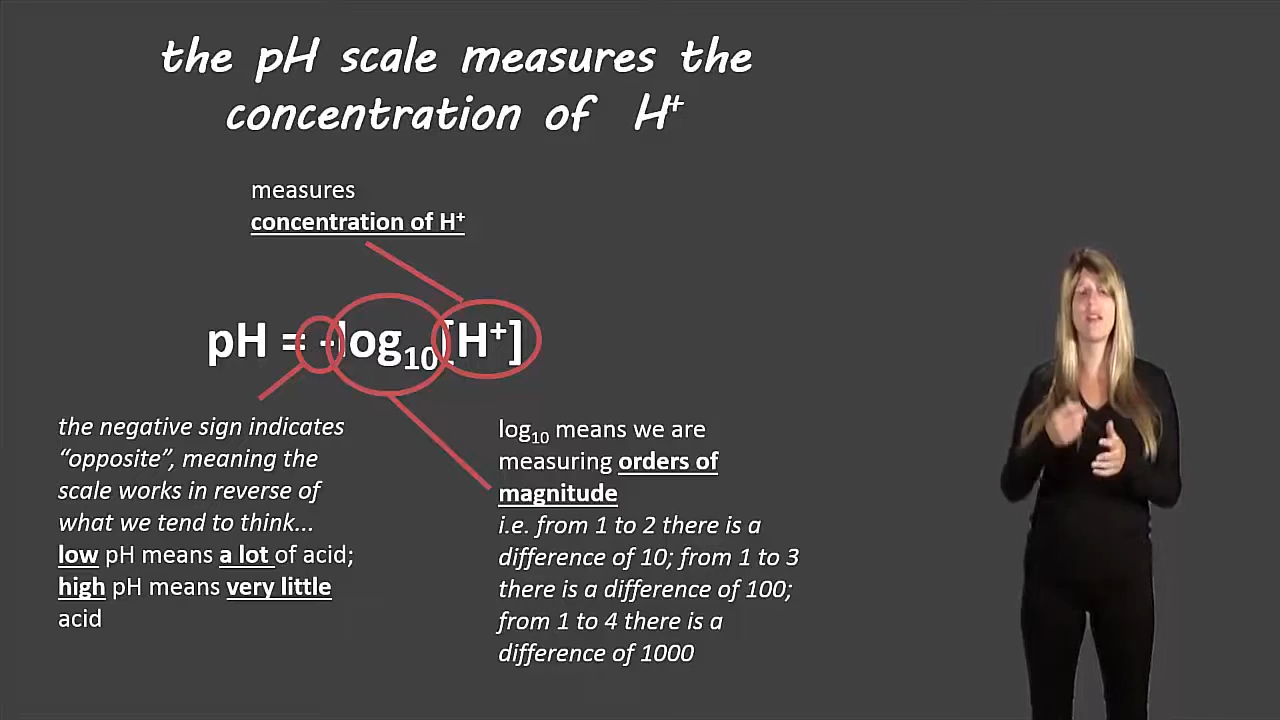 the pH scale measures the
concentration of H⁺
measures
concentration of H⁺
pH = -log₁₀[H⁺]
the negative sign indicates
“opposite”, meaning the
scale works in reverse of
what we tend to think...
low pH means a lot of acid;
high pH means very little
acid
log₁₀ means we are
measuring orders of
magnitude
i.e. from 1 to 2 there is a
difference of 10; from 1 to 3
there is a difference of 100;
from 1 to 4 there is a
difference of 1000